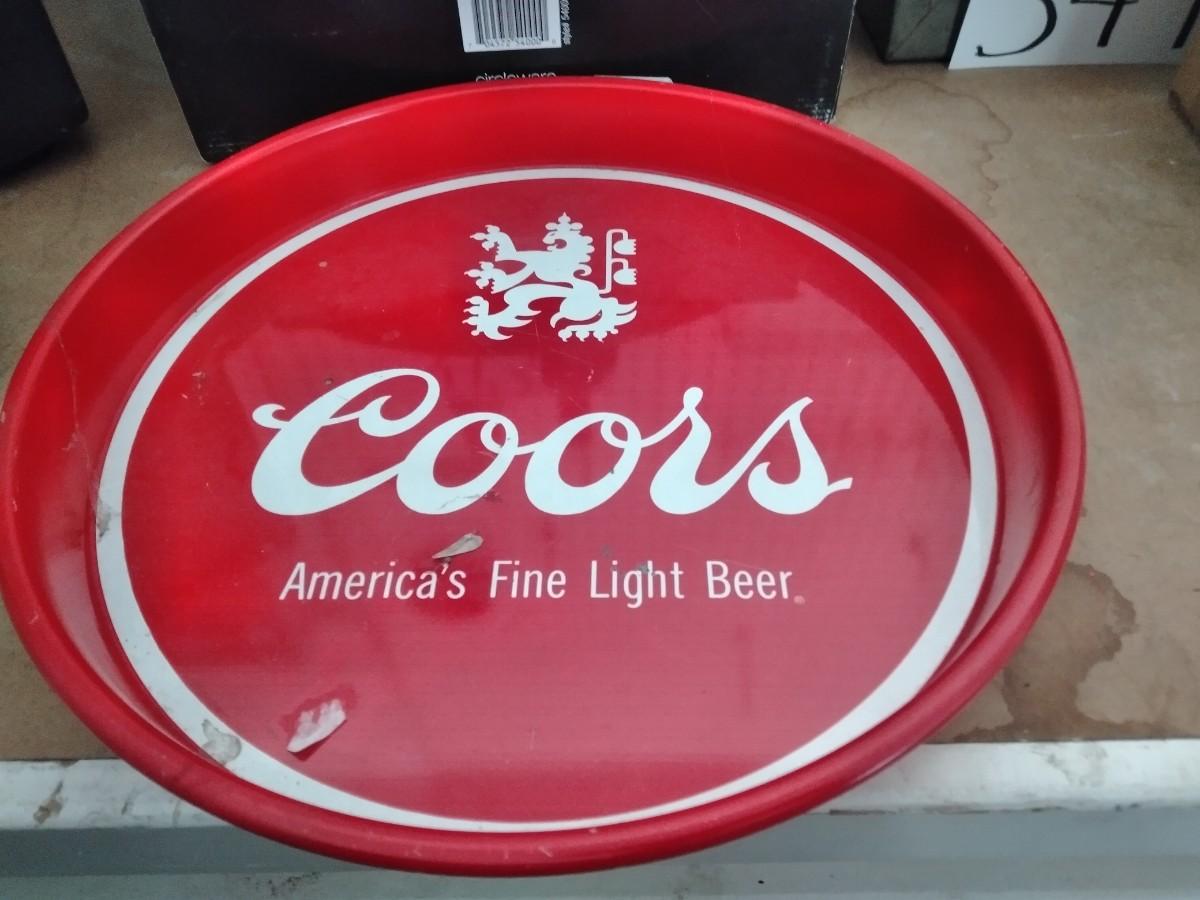 circleware
Coors
America's Fine Light Beer.